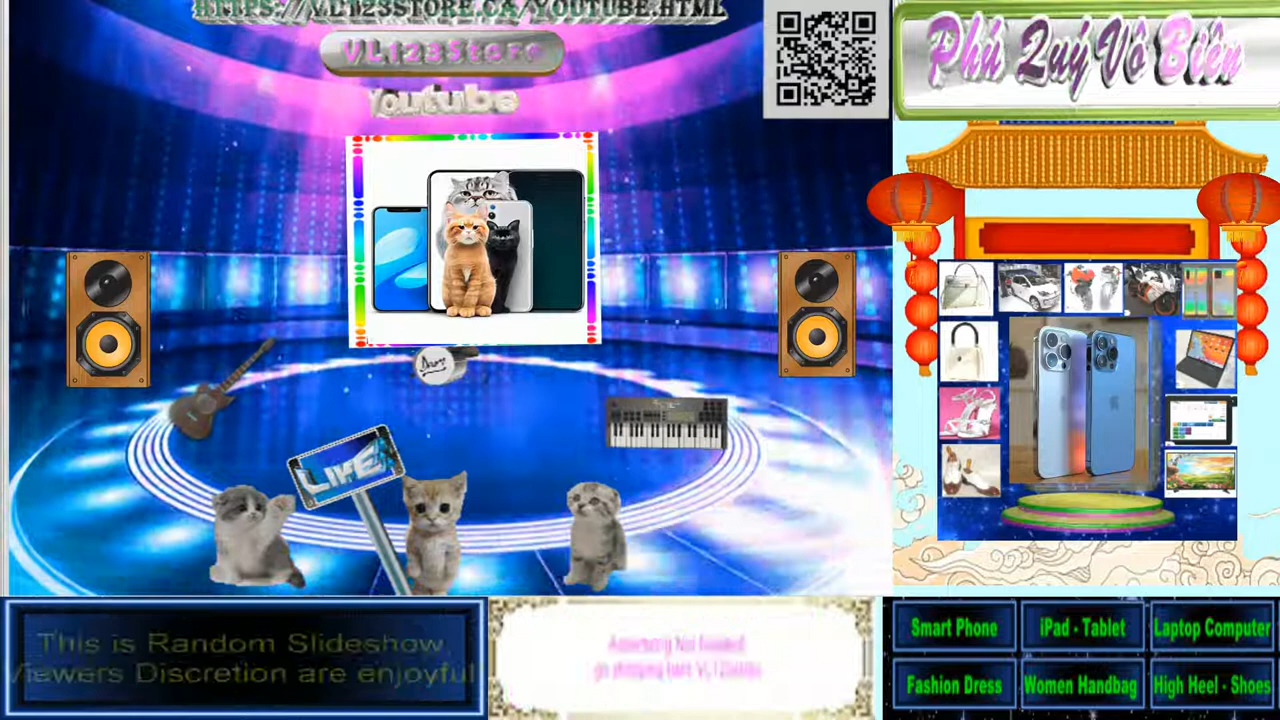 HTTPS://VL123STORE.CA/YOUTUBE.HTML
VL123Store
Youtube
Phú Quý Vô Biên
LIVE
This is Random Slideshow
Viewers Discretion are enjoyful
Smart Phone
iPad - Tablet
Laptop Computer
Fashion Dress
Women Handbag
High Heel - Shoes